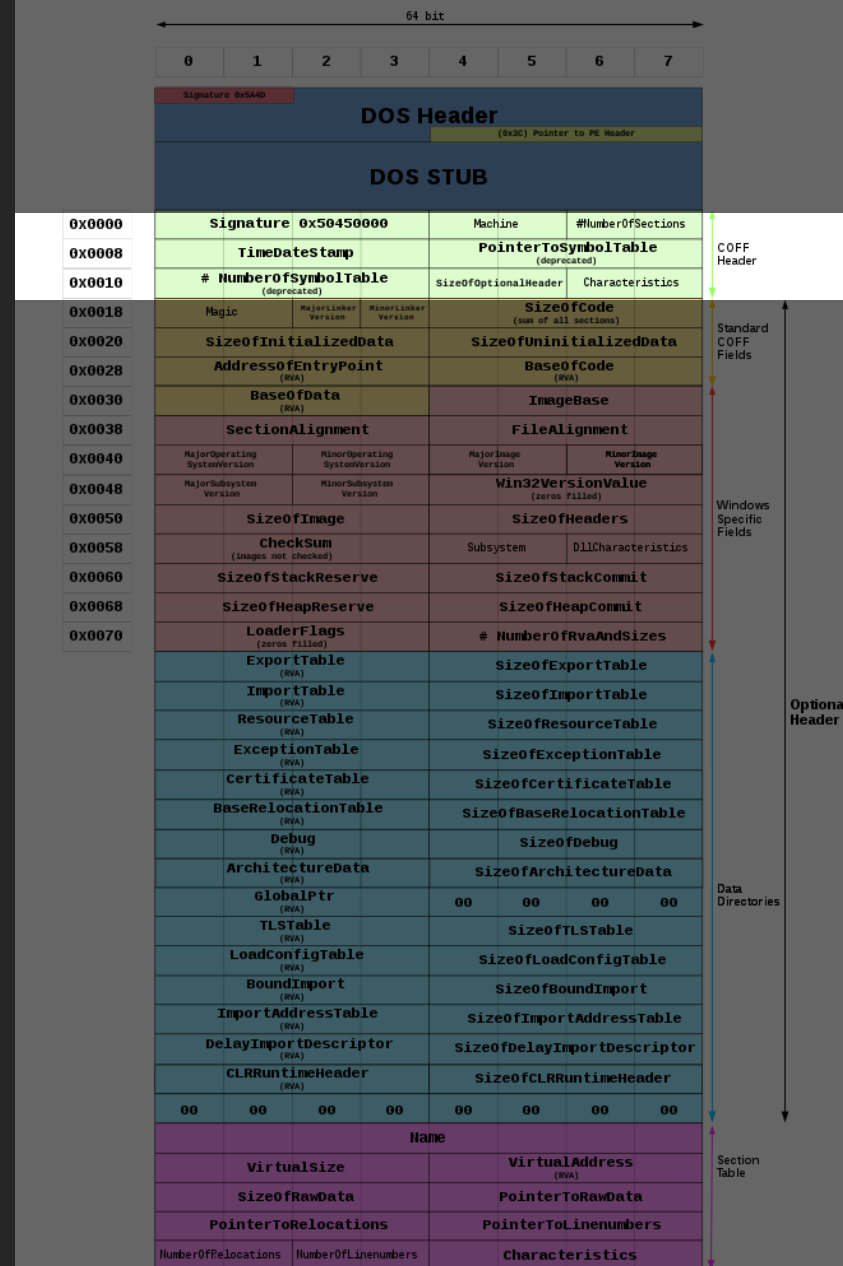 64 bit
0 1 2 3 4 5 6 7
Signature 0x5A4D
DOS Header
(0x3C) Pointer to PE Header
DOS STUB
0x0000 Signature 0x50450000 Machine #NumberOfSections
0x0008 TimeDateStamp PointerToSymbolTable
(deprecated)
COFF
Header
0x0010 # NumberOfSymbolTable SizeOfOptionalHeader Characteristics
(deprecated)
0x0018 Magic MajorLinker Version MinorLinker Version SizeOfCode
(sum of all sections)
Standard
COFF
Fields
0x0020 SizeOfInitializedData SizeOfUninitializedData
0x0028 AddressOfEntryPoint BaseOfCode
(RVA) (RVA)
0x0030 BaseOfData ImageBase
(RVA)
0x0038 SectionAlignment FileAlignment
0x0040 MajorOperating SystemVersion MinorOperating SystemVersion MajorImage Version MinorImage Version
0x0048 MajorSubsystem Version MinorSubsystem Version Win32VersionValue
(zeros filled)
Windows
Specific
Fields
0x0050 SizeOfImage SizeOfHeaders
0x0058 CheckSum Subsystem DllCharacteristics
(images not checked)
0x0060 SizeOfStackReserve SizeOfStackCommit
0x0068 SizeOfHeapReserve SizeOfHeapCommit
0x0070 LoaderFlags # NumberOfRvaAndSizes
(zeros filled)
ExportTable SizeOfExportTable
(RVA)
ImportTable SizeOfImportTable
(RVA)
Optiona
Header
ResourceTable SizeOfResourceTable
(RVA)
ExceptionTable SizeOfExceptionTable
(RVA)
CertificateTable SizeOfCertificateTable
(RVA)
BaseRelocationTable SizeOfBaseRelocationTable
(RVA)
Debug SizeOfDebug
(RVA)
ArchitectureData SizeOfArchitectureData
(RVA)
Data
Directories
GlobalPtr 00 00 00 00
(RVA)
TLSTable SizeOfTLSTable
(RVA)
LoadConfigTable SizeOfLoadConfigTable
(RVA)
BoundImport SizeOfBoundImport
(RVA)
ImportAddressTable SizeOfImportAddressTable
(RVA)
DelayImportDescriptor SizeOfDelayImportDescriptor
(RVA)
CLRRuntimeHeader SizeOfCLRRuntimeHeader
(RVA)
00 00 00 00 00 00 00 00
Name
Section
Table
VirtualSize VirtualAddress
(RVA)
SizeOfRawData PointerToRawData
PointerToRelocations PointerToLinenumbers
NumberOfRelocations NumberOfLinenumbers Characteristics